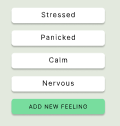 Stressed
Panicked
Calm
Nervous
ADD NEW FEELING